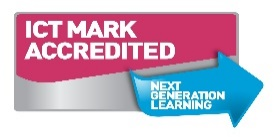 ICT MARK
ACCREDITED
NEXT
GENERATION
LEARNING